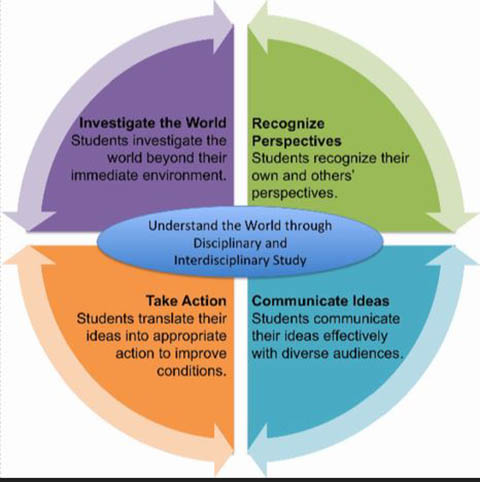 Investigate the World
Students investigate the
world beyond their
immediate environment.
Recognize
Perspectives
Students recognize their
own and others'
perspectives.
Understand the World through
Disciplinary and
Interdisciplinary Study
Take Action
Students translate their
ideas into appropriate
action to improve
conditions.
Communicate Ideas
Students communicate
their ideas effectively
with diverse audiences.